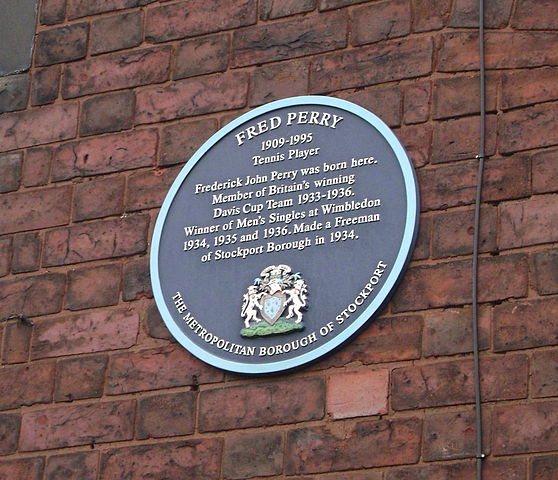 FRED PERRY
1909-1995
Tennis Player
Frederick John Perry was born here.
Member of Britain's winning
Davis Cup Team 1933-1936.
Winner of Men's Singles at Wimbledon
1934, 1935 and 1936. Made a Freeman
of Stockport Borough in 1934.
THE METROPOLITAN BOROUGH OF STOCKPORT